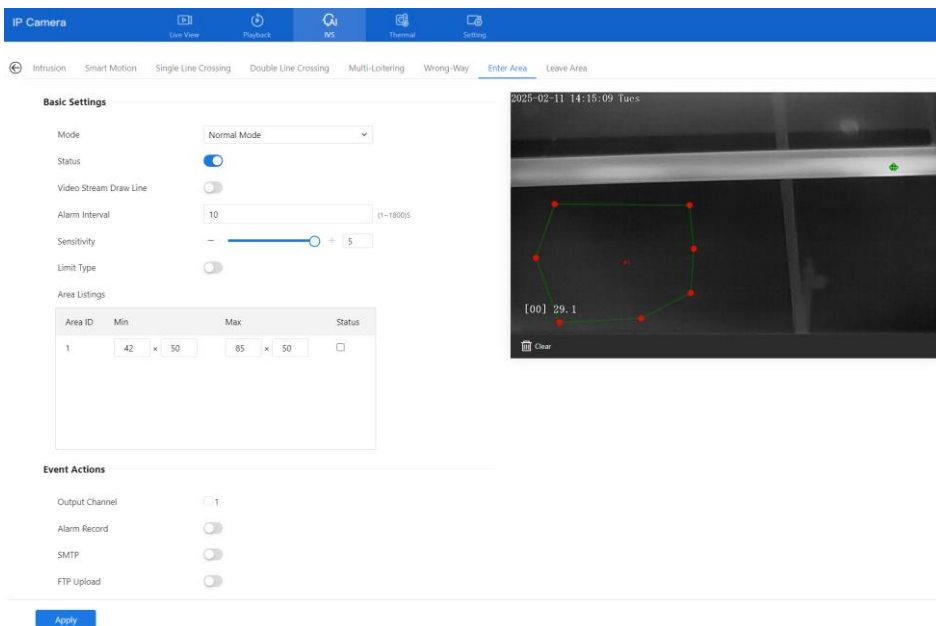 IP Camera
Live View
Playback
AI
IVS
Thermal
Setting
Intrusion Smart Motion Single Line Crossing Double Line Crossing Multi-Loitering Wrong-Way Enter Area Leave Area
Basic Settings
Mode Normal Mode
Status
Video Stream Draw Line
Alarm Interval 10 (1~1800)S
Sensitivity − + 5
Limit Type
Area Listings
Area ID Min Max Status
1 42 × 50 85 × 50
Event Actions
Output Channel 1
Alarm Record
SMTP
FTP Upload
Apply
2025-02-11 14:15:09 Tues
[00] 29.1
Clear